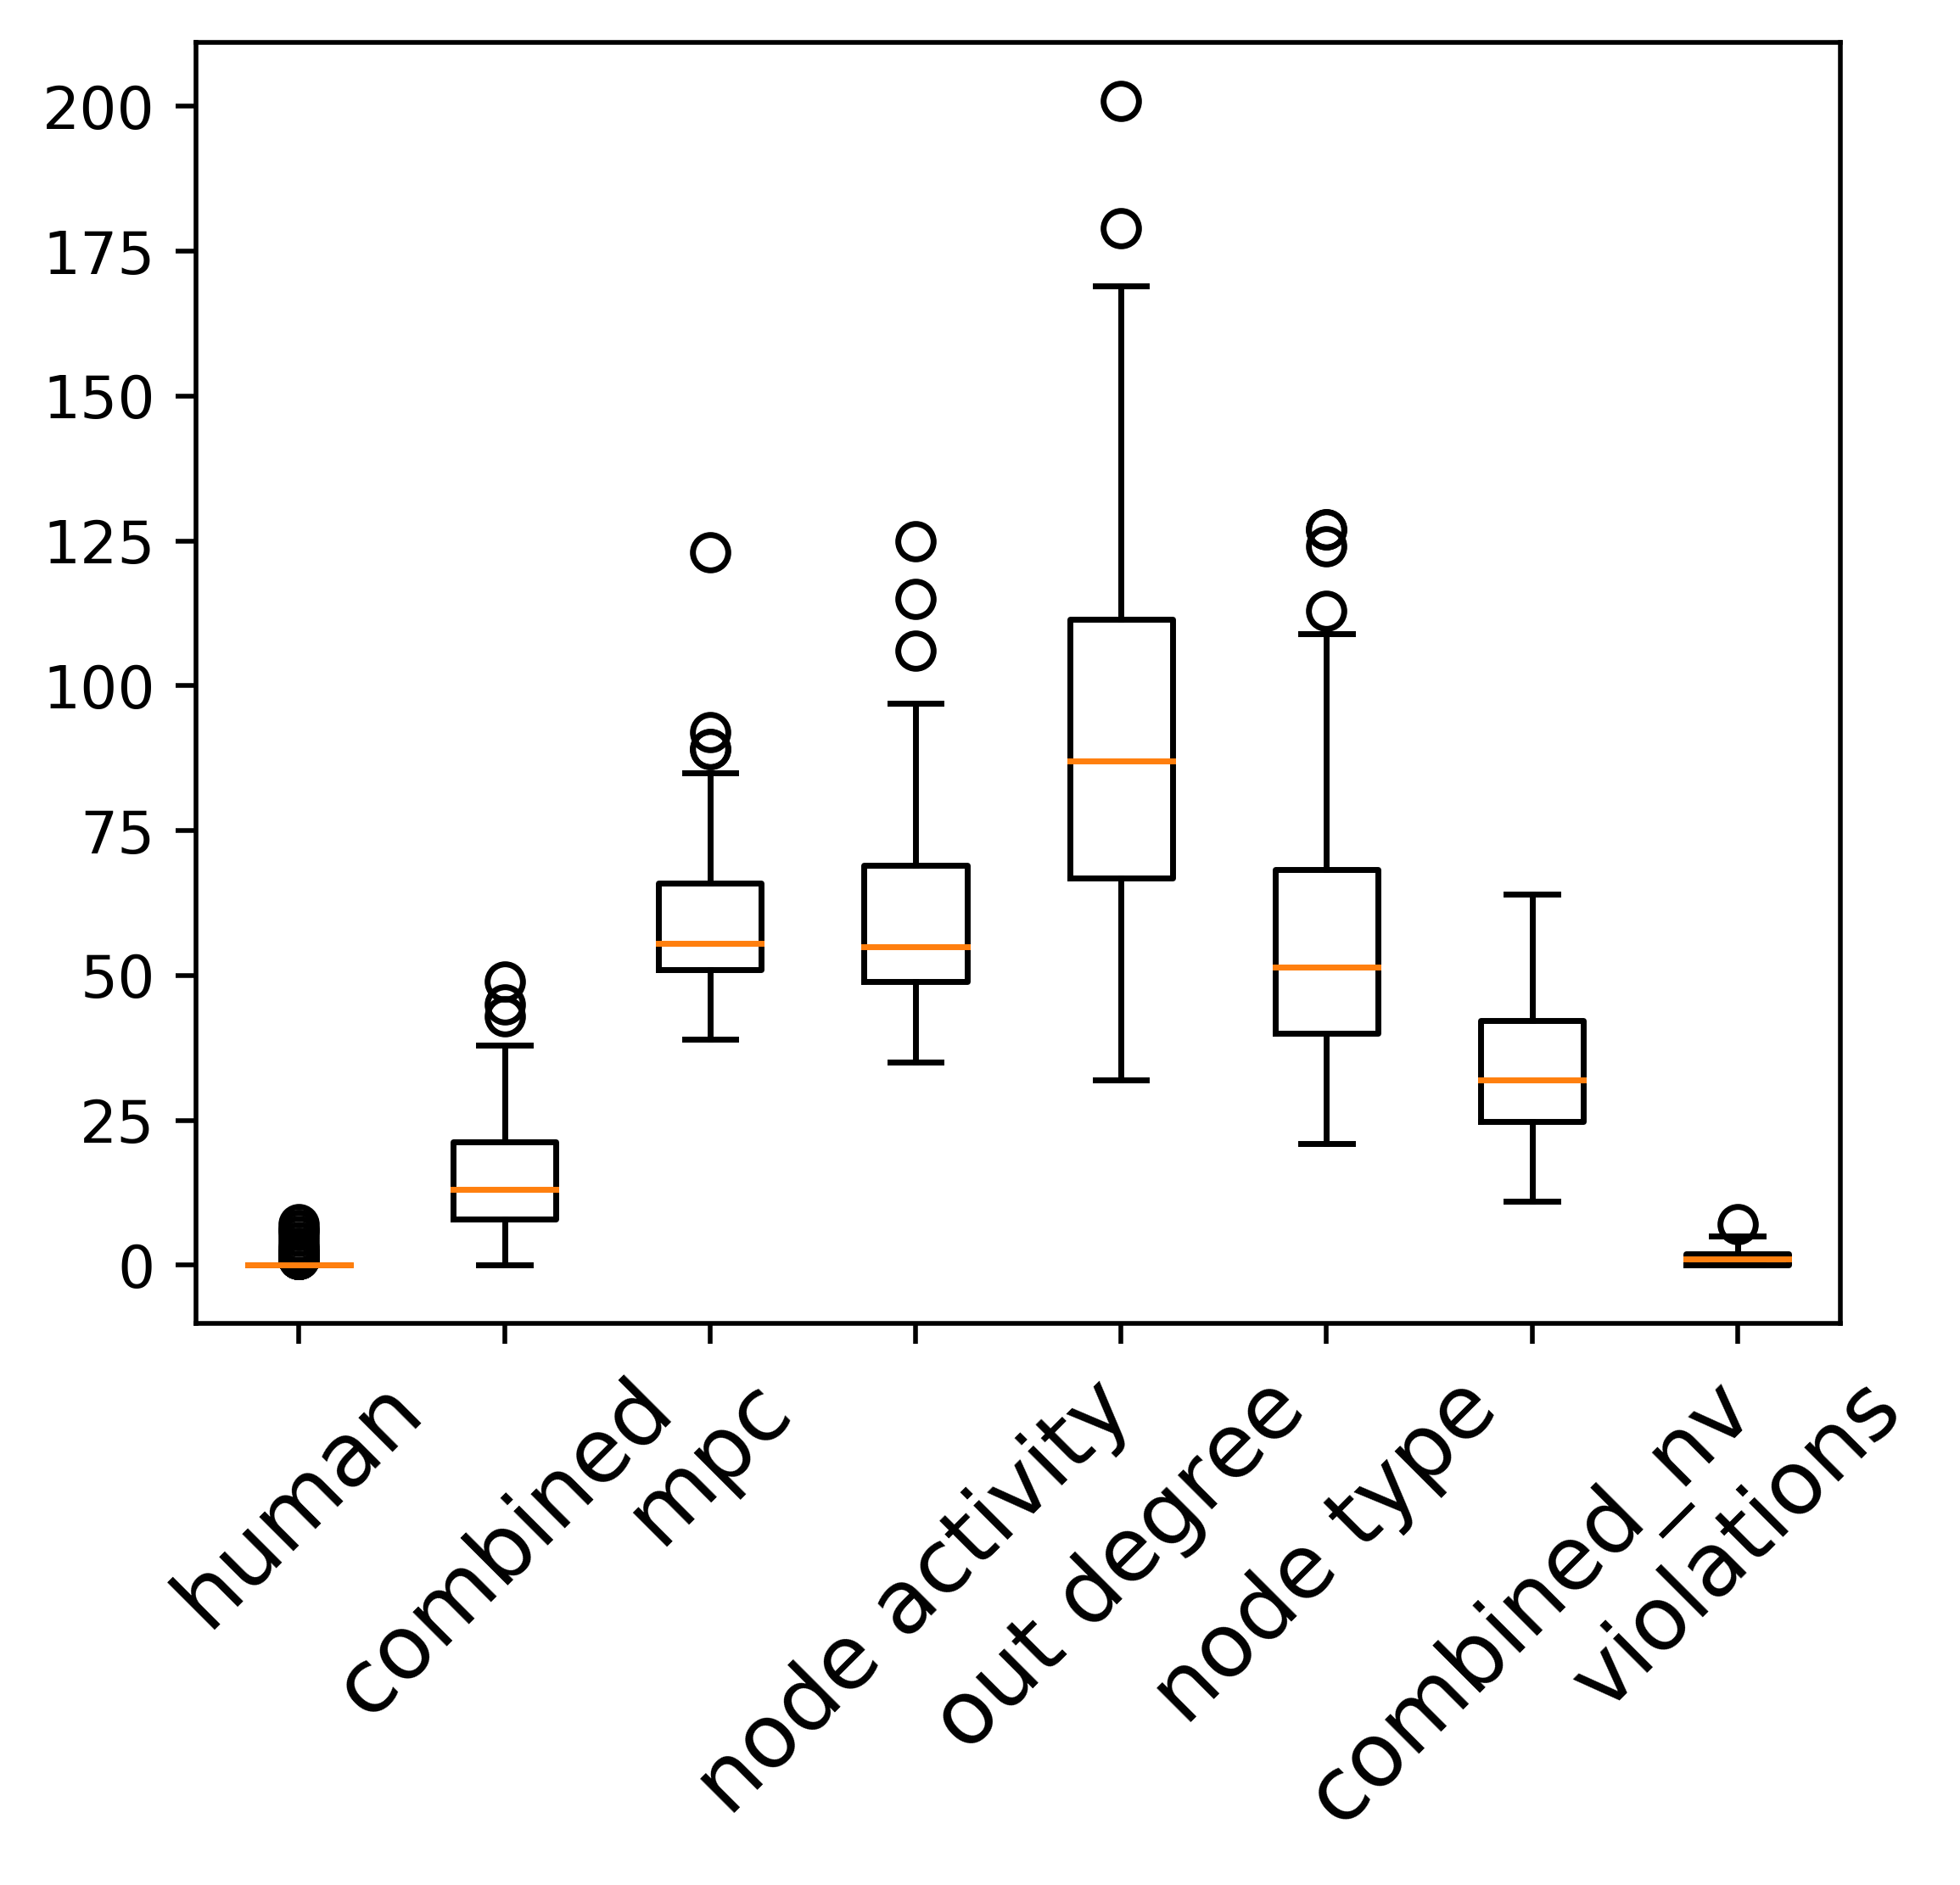 200
175
150
125
100
75
50
25
0
human
combined
mpc
node activity
out degree
node type
combined_nv
violations